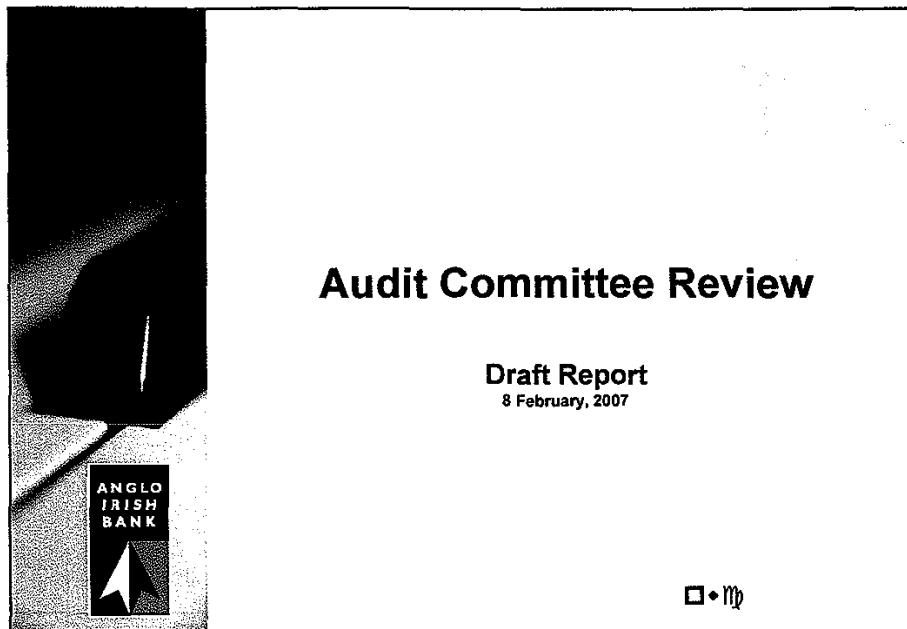 Audit Committee Review
Draft Report
8 February, 2007
ANGLO
IRISH
BANK
□◆♍